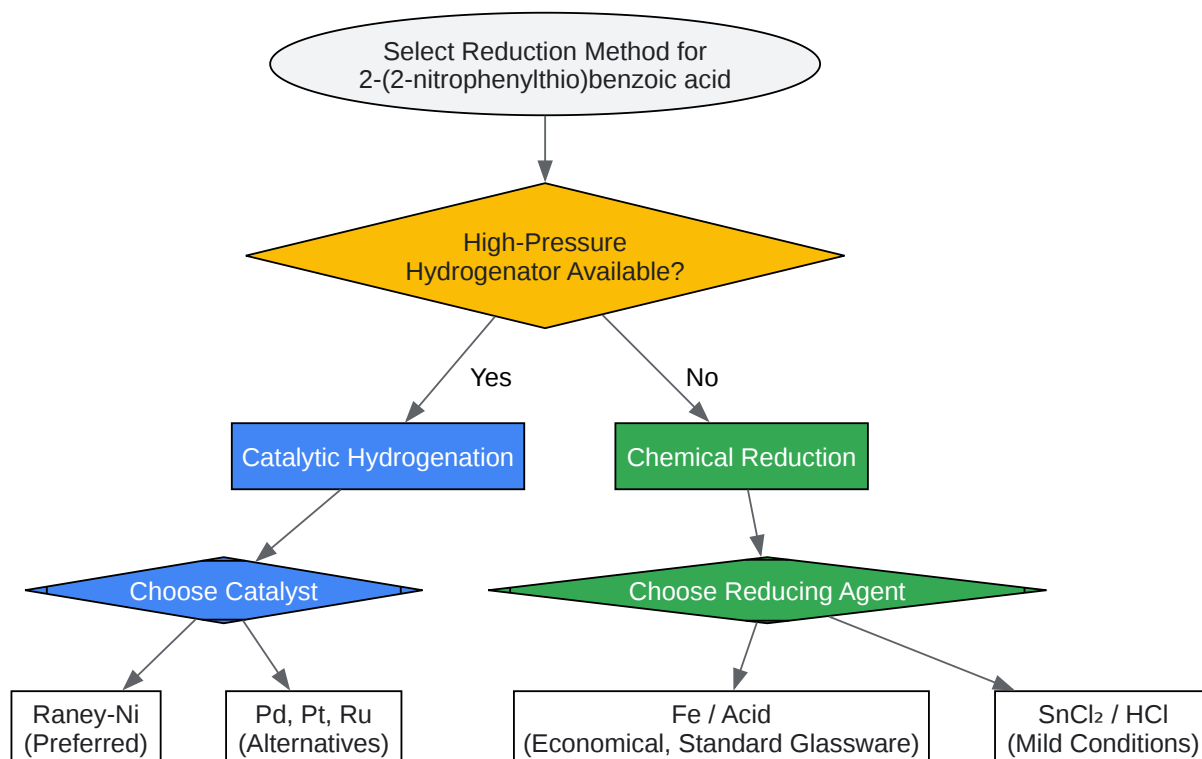 Select Reduction Method for
2-(2-nitrophenylthio)benzoic acid
High-Pressure
Hydrogenator Available?
Yes
No
Catalytic Hydrogenation
Chemical Reduction
Choose Catalyst
Choose Reducing Agent
Raney-Ni
(Preferred)
Pd, Pt, Ru
(Alternatives)
Fe / Acid
(Economical, Standard Glassware)
SnCl₂ / HCl
(Mild Conditions)